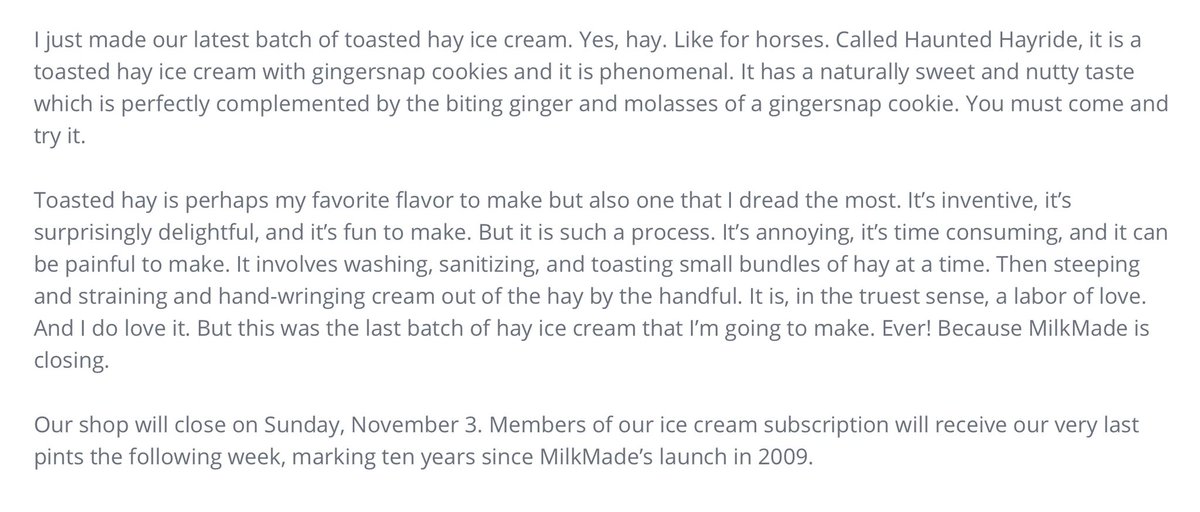 I just made our latest batch of toasted hay ice cream. Yes, hay. Like for horses. Called Haunted Hayride, it is a
toasted hay ice cream with gingersnap cookies and it is phenomenal. It has a naturally sweet and nutty taste
which is perfectly complemented by the biting ginger and molasses of a gingersnap cookie. You must come and
try it.
Toasted hay is perhaps my favorite flavor to make but also one that I dread the most. It’s inventive, it’s
surprisingly delightful, and it’s fun to make. But it is such a process. It’s annoying, it’s time consuming, and it can
be painful to make. It involves washing, sanitizing, and toasting small bundles of hay at a time. Then steeping
and straining and hand-wringing cream out of the hay by the handful. It is, in the truest sense, a labor of love.
And I do love it. But this was the last batch of hay ice cream that I’m going to make. Ever! Because MilkMade is
closing.
Our shop will close on Sunday, November 3. Members of our ice cream subscription will receive our very last
pints the following week, marking ten years since MilkMade’s launch in 2009.